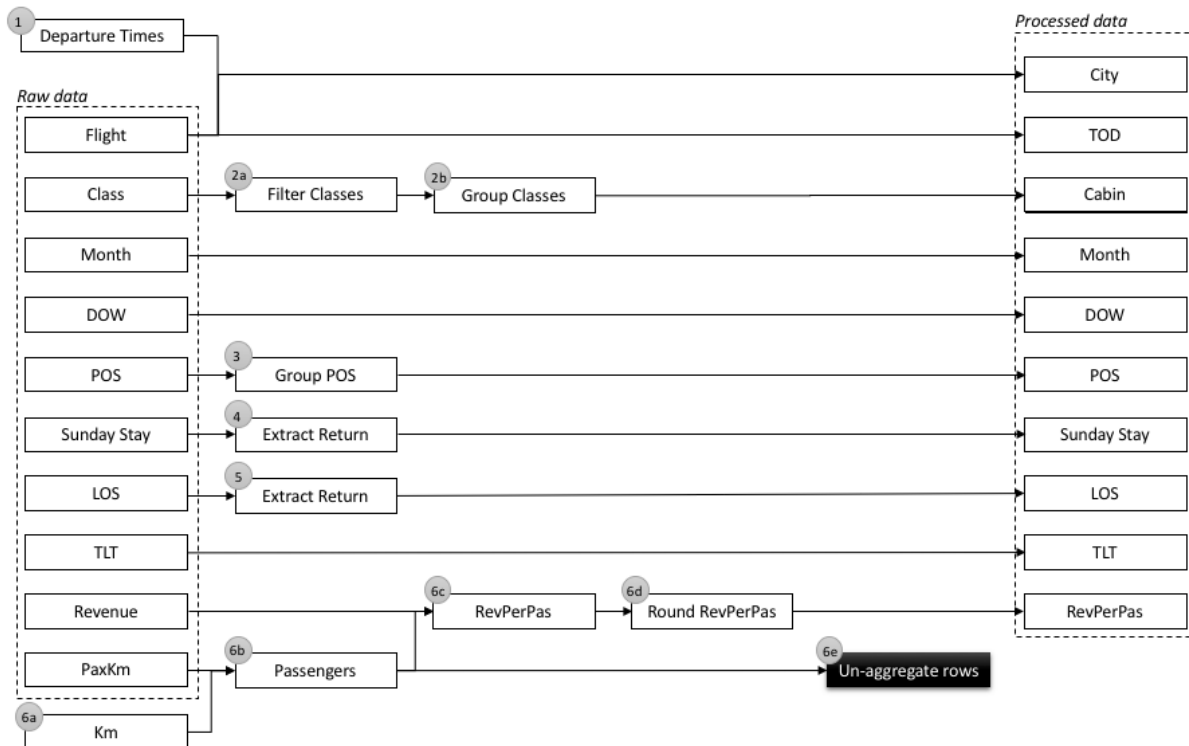 1
Departure Times
Processed data
City
Raw data
Flight
TOD
Class
2a
Filter Classes
2b
Group Classes
Cabin
Month
Month
DOW
DOW
POS
3
Group POS
POS
Sunday Stay
4
Extract Return
Sunday Stay
LOS
5
Extract Return
LOS
TLT
TLT
Revenue
6c
RevPerPas
6d
Round RevPerPas
RevPerPas
PaxKm
6b
Passengers
6e
Un-aggregate rows
6a
Km